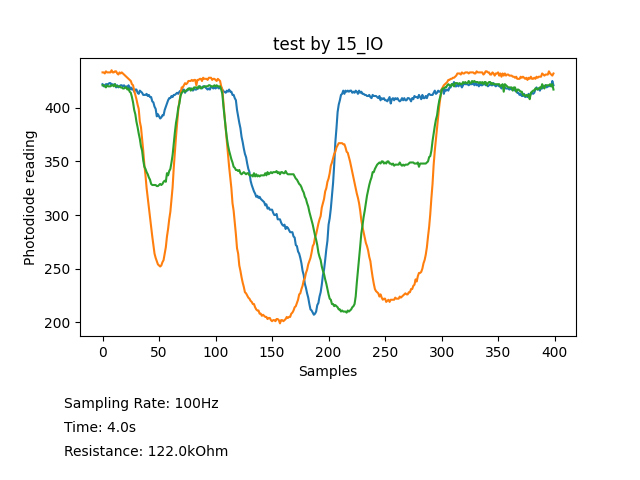 test by 15_IO
Photodiode reading
400
350
300
250
200
0 50 100 150 200 250 300 350 400
Samples
Sampling Rate: 100Hz
Time: 4.0s
Resistance: 122.0kOhm